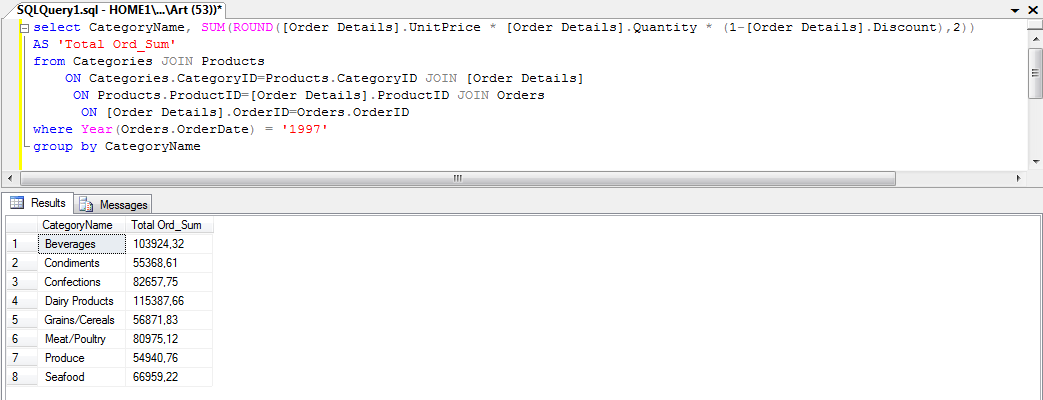 SQLQuery1.sql - HOME1\...\Art (53))*
select CategoryName, SUM(ROUND([Order Details].UnitPrice * [Order Details].Quantity * (1-[Order Details].Discount),2))
AS 'Total Ord_Sum'
from Categories JOIN Products
ON Categories.CategoryID=Products.CategoryID JOIN [Order Details]
ON Products.ProductID=[Order Details].ProductID JOIN Orders
ON [Order Details].OrderID=Orders.OrderID
where Year(Orders.OrderDate) = '1997'
group by CategoryName
Results Messages
CategoryName Total Ord_Sum
1 Beverages 103924,32
2 Condiments 55368,61
3 Confections 82657,75
4 Dairy Products 115387,66
5 Grains/Cereals 56871,83
6 Meat/Poultry 80975,12
7 Produce 54940,76
8 Seafood 66959,22